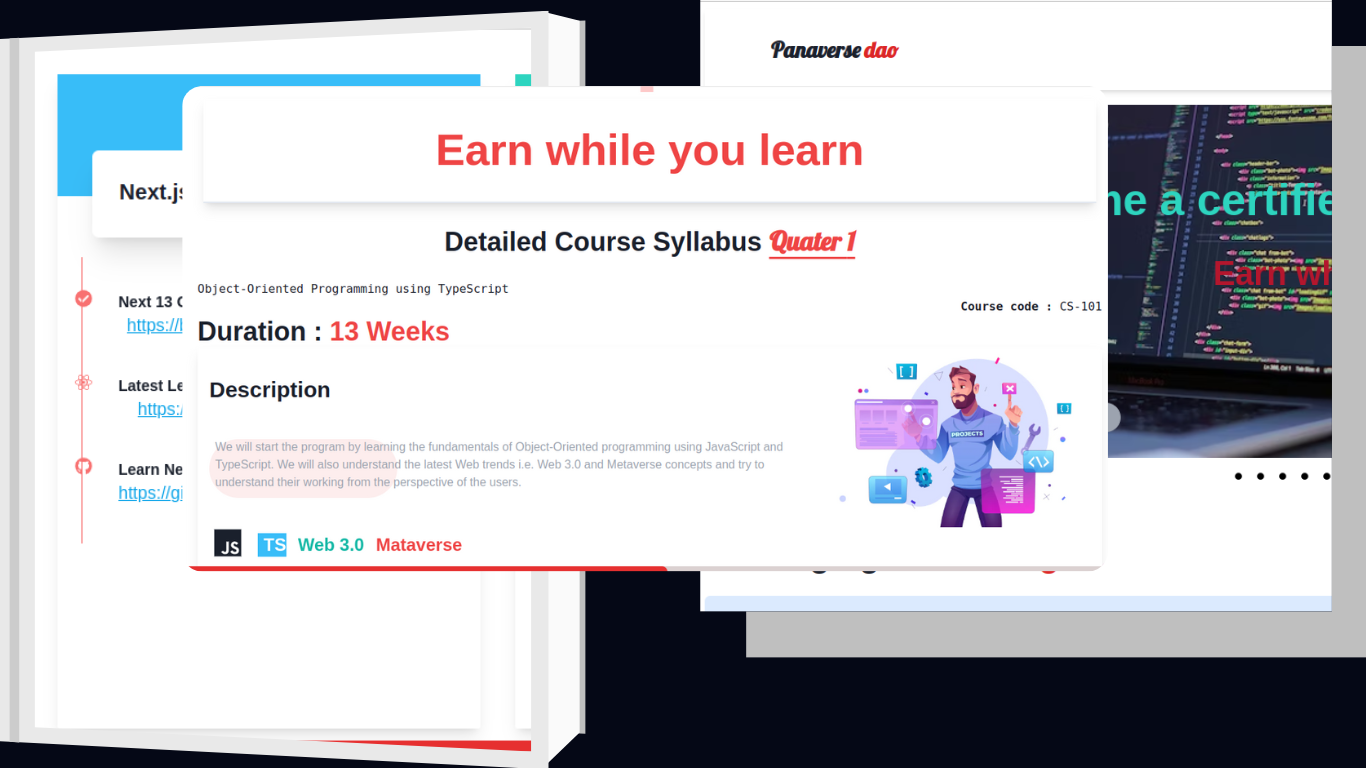 Panaverse dao
Earn while you learn
Next.js
Detailed Course Syllabus Quater 1
Object-Oriented Programming using TypeScript
Course code : CS-101
Duration : 13 Weeks
Next 13
https://
Latest Le
https:/
Learn Ne
https://gi
Description
We will start the program by learning the fundamentals of Object-Oriented programming using JavaScript and
TypeScript. We will also understand the latest Web trends i.e. Web 3.0 and Metaverse concepts and try to
understand their working from the perspective of the users.
PROJECTS
JS TS Web 3.0 Mataverse
me a certifie
Earn wh